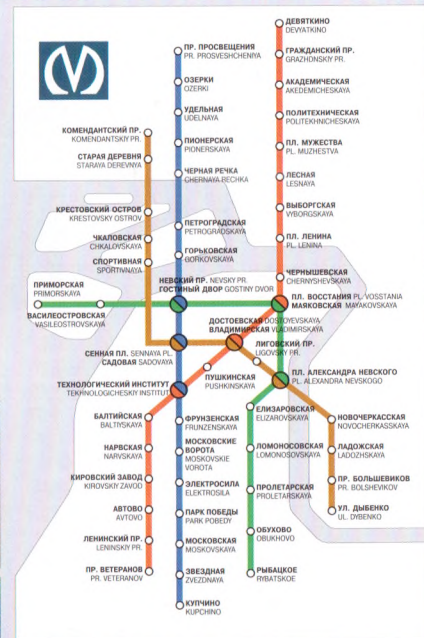 ДЕВЯТКИНО
DEVYATKINO
ПР. ПРОСВЕЩЕНИЯ
PR. PROSVESHCHENIYA
ГРАЖДАНСКИЙ ПР.
GRAZHDNSKIY PR.
ОЗЕРКИ
OZERKI
АКАДЕМИЧЕСКАЯ
AKEDEMICHESKAYA
УДЕЛЬНАЯ
UDELNAYA
ПОЛИТЕХНИЧЕСКАЯ
POLITEKHNICHESKAYA
КОМЕНДАНТСКИЙ ПР.
KOMENDANTSKIY PR.
ПИОНЕРСКАЯ
PIONERSKAYA
ПЛ. МУЖЕСТВА
PL. MUZHESTVA
СТАРАЯ ДЕРЕВНЯ
STARAYA DEREVNYA
ЧЕРНАЯ РЕЧКА
CHERNAYA RECHKA
ЛЕСНАЯ
LESNAYA
КРЕСТОВСКИЙ ОСТРОВ
KRESTOVSKY OSTROV
ВЫБОРГСКАЯ
VYBORGSKAYA
ПЕТРОГРАДСКАЯ
PETROGRADSKAYA
ЧКАЛОВСКАЯ
CHKALOVSKAYA
ПЛ. ЛЕНИНА
PL. LENINA
ГОРЬКОВСКАЯ
GORKOVSKAYA
СПОРТИВНАЯ
SPORTIVNAYA
ЧЕРНЫШЕВСКАЯ
CHERNYSHEVSKAYA
ПРИМОРСКАЯ
PRIMORSKAYA
НЕВСКИЙ ПР. NEVSKY PR.
ГОСТИНЫЙ ДВОР GOSTINY DVOR
ПЛ. ВОССТАНИЯ PL. VOSSTANIA
МАЯКОВСКАЯ MAYAKOVSKAYA
ВАСИЛЕОСТРОВСКАЯ
VASILEOSTROVSKAYA
ДОСТОЕВСКАЯ DOSTOYEVSKAYA
ВЛАДИМИРСКАЯ VLADIMIRSKAYA
ЛИГОВСКИЙ ПР.
LIGOVSKY PR.
СЕННАЯ ПЛ. SENNAYA PL.
САДОВАЯ SADOVAYA
ПУШКИНСКАЯ
PUSHKINSKAYA
ПЛ. АЛЕКСАНДРА НЕВСКОГО
PL. ALEXANDRA NEVSKOGO
ТЕХНОЛОГИЧЕСКИЙ ИНСТИТУТ
TEKHNOLOGICHESKIY INSTITUT
БАЛТИЙСКАЯ
BALTIYSKAYA
ФРУНЗЕНСКАЯ
FRUNZENSKAYA
ЕЛИЗАРОВСКАЯ
ELIZAROVSKAYA
НОВОЧЕРКАССКАЯ
NOVOCHERKASSKAYA
НАРВСКАЯ
NARVSKAYA
МОСКОВСКИЕ
ВОРОТА
MOSKOVSKIE
VOROTA
ЛОМОНОСОВСКАЯ
LOMONOSOVSKAYA
ЛАДОЖСКАЯ
LADOZHSKAYA
КИРОВСКИЙ ЗАВОД
KIROVSKIY ZAVOD
ЭЛЕКТРОСИЛА
ELEKTROSILA
ПРОЛЕТАРСКАЯ
PROLETARSKAYA
ПР. БОЛЬШЕВИКОВ
PR. BOLSHEVIKOV
АВТОВО
AVTOVO
ПАРК ПОБЕДЫ
PARK POBEDY
УЛ. ДЫБЕНКО
UL. DYBENKO
ОБУХОВО
OBUKHOVO
ЛЕНИНСКИЙ ПР.
LENINSKIY PR.
МОСКОВСКАЯ
MOSKOVSKAYA
ПР. ВЕТЕРАНОВ
PR. VETERANOV
ЗВЕЗДНАЯ
ZVEZDNAYA
РЫБАЦКОЕ
RYBATSKOE
КУПЧИНО
KUPCHINO